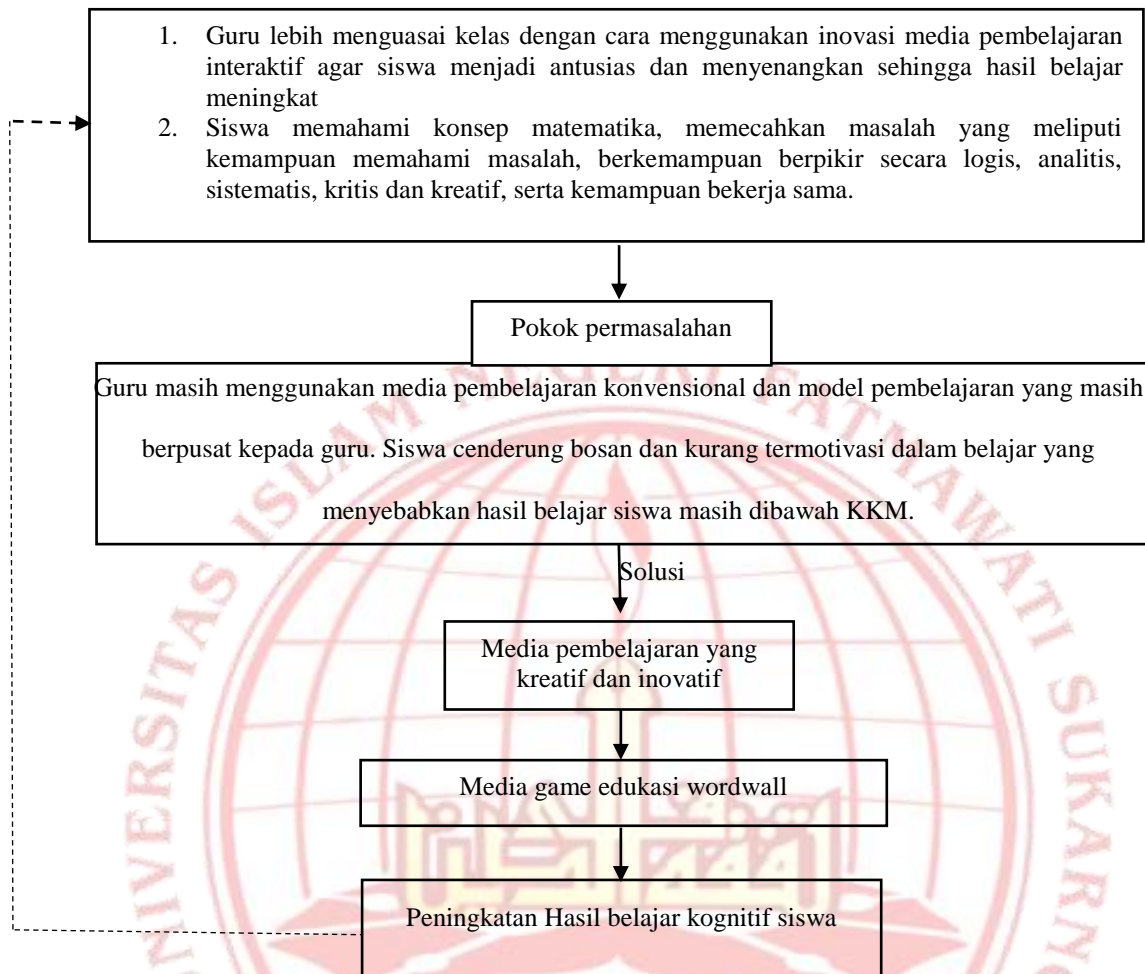 1. Guru lebih menguasai kelas dengan cara menggunakan inovasi media pembelajaran
interaktif agar siswa menjadi antusias dan menyenangkan sehingga hasil belajar
meningkat
2. Siswa memahami konsep matematika, memecahkan masalah yang meliputi
kemampuan memahami masalah, berkemampuan berpikir secara logis, analitis,
sistematis, kritis dan kreatif, serta kemampuan bekerja sama.
Pokok permasalahan
Guru masih menggunakan media pembelajaran konvensional dan model pembelajaran yang masih
berpusat kepada guru. Siswa cenderung bosan dan kurang termotivasi dalam belajar yang
menyebabkan hasil belajar siswa masih dibawah KKM.
Solusi
Media pembelajaran yang
kreatif dan inovatif
Media game edukasi wordwall
Peningkatan Hasil belajar kognitif siswa
UNIVERSITAS ISLAM NEGERI FATMAWATI SUKARNO